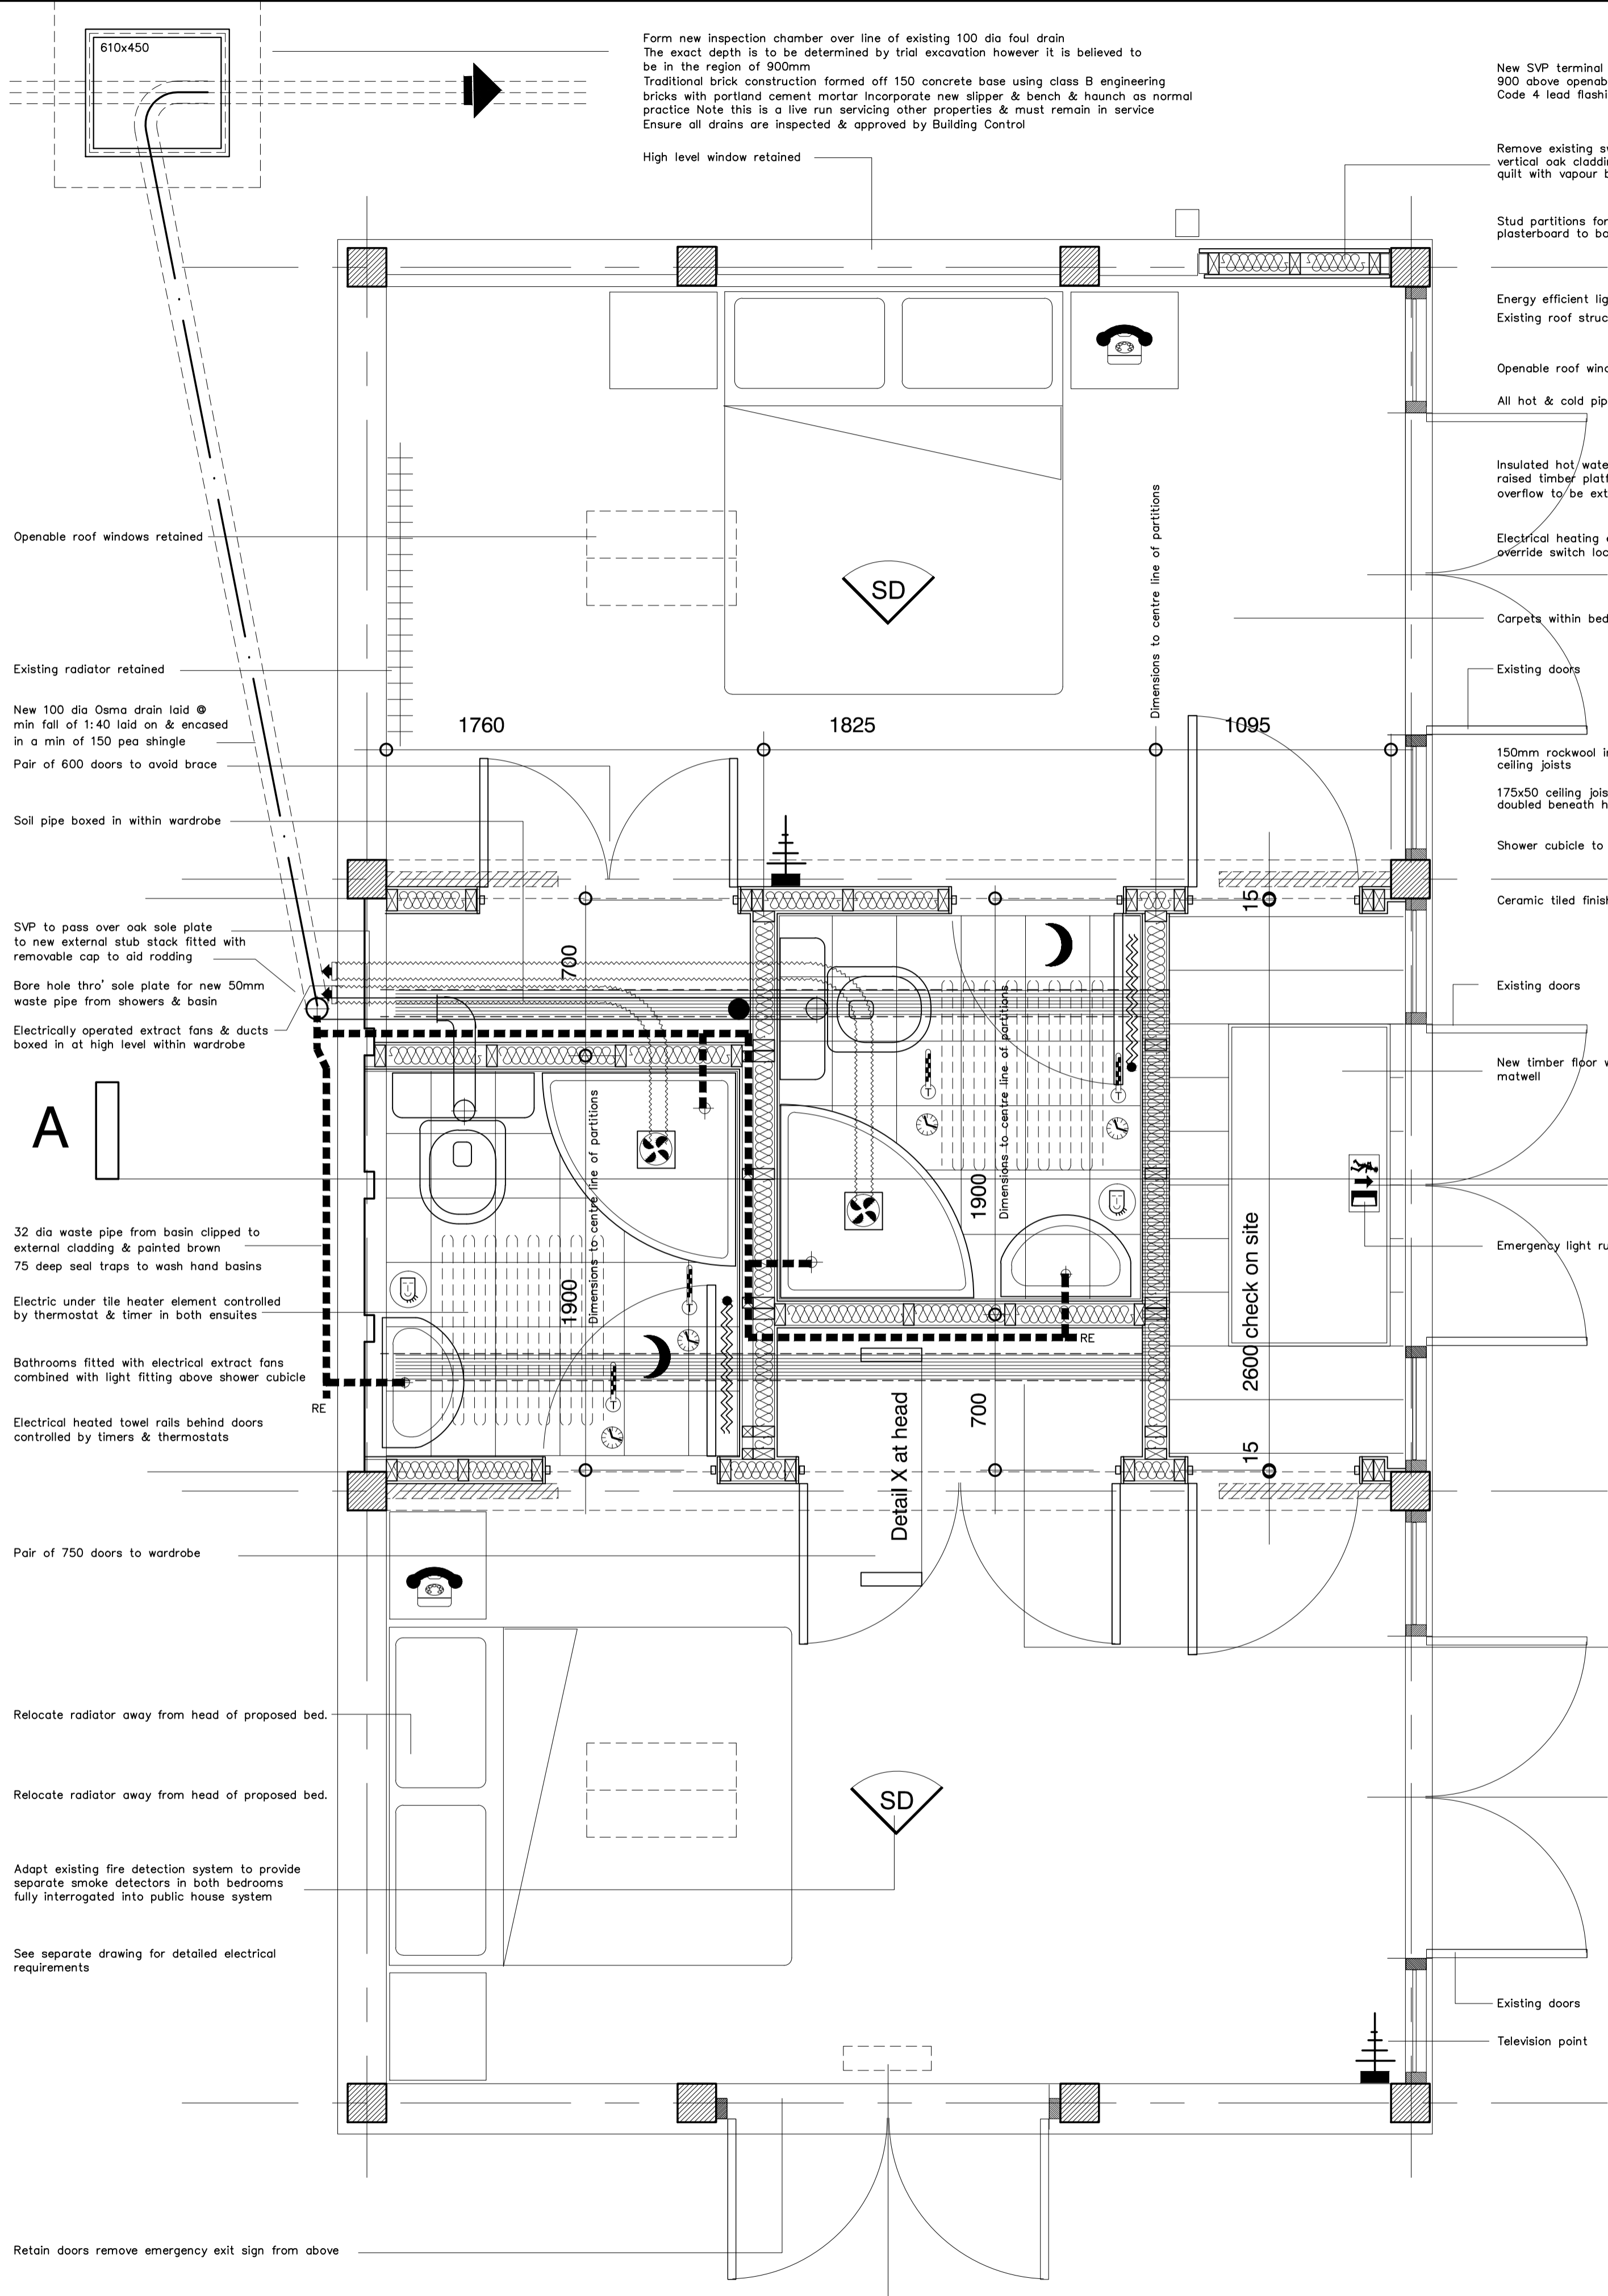 610x450
Form new inspection chamber over line of existing 100 dia foul drain
The exact depth is to be determined by trial excavation however it is believed to
be in the region of 900mm
Traditional brick construction formed off 150 concrete base using class B engineering
bricks with portland cement mortar Incorporate new slipper & bench & haunch as normal
practice Note this is a live run servicing other properties & must remain in service
Ensure all drains are inspected & approved by Building Control
High level window retained
New SVP terminal
900 above openab
Code 4 lead flashi
Remove existing s
vertical oak claddi
quilt with vapour b
Stud partitions for
plasterboard to ba
Energy efficient lig
Existing roof struc
Openable roof wind
All hot & cold pip
Insulated hot wate
raised timber platf
overflow to be ext
Electrical heating
override switch loc
Carpets within bed
Existing doors
150mm rockwool in
ceiling joists
175x50 ceiling jois
doubled beneath h
Shower cubicle to
Ceramic tiled finish
Existing doors
New timber floor w
matwell
Emergency light ru
Existing doors
Television point
Openable roof windows retained
Existing radiator retained
New 100 dia Osma drain laid @
min fall of 1:40 laid on & encased
in a min of 150 pea shingle
Pair of 600 doors to avoid brace
Soil pipe boxed in within wardrobe
SVP to pass over oak sole plate
to new external stub stack fitted with
removable cap to aid rodding
Bore hole thro' sole plate for new 50mm
waste pipe from showers & basin
Electrically operated extract fans & ducts
boxed in at high level within wardrobe
A
32 dia waste pipe from basin clipped to
external cladding & painted brown
75 deep seal traps to wash hand basins
Electric under tile heater element controlled
by thermostat & timer in both ensuites
Bathrooms fitted with electrical extract fans
combined with light fitting above shower cubicle
RE
Electrical heated towel rails behind doors
controlled by timers & thermostats
Pair of 750 doors to wardrobe
Relocate radiator away from head of proposed bed.
Relocate radiator away from head of proposed bed.
Adapt existing fire detection system to provide
separate smoke detectors in both bedrooms
fully interrogated into public house system
See separate drawing for detailed electrical
requirements
Retain doors remove emergency exit sign from above
SD
Dimensions to centre line of partitions
1760
1825
1095
700
15
T
T
1900
Dimensions to centre line of partitions
1900
Dimensions to centre line of partitions
T
T
RE
2600 check on site
700
15
Detail X at head
SD